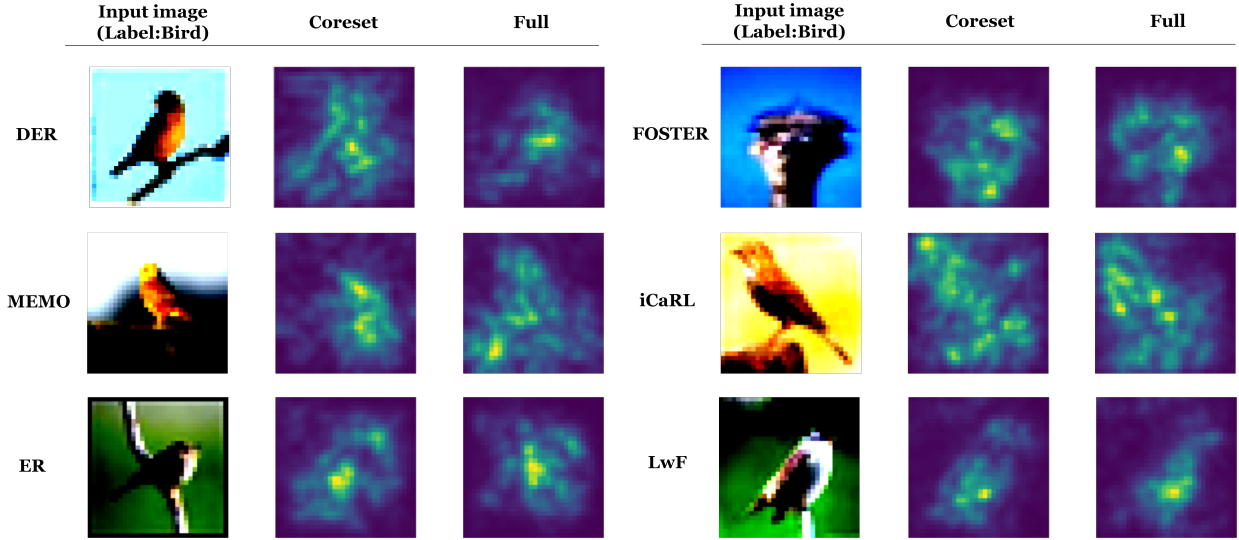 Input image
(Label:Bird)
Coreset
Full
Input image
(Label:Bird)
Coreset
Full
DER
FOSTER
MEMO
iCaRL
ER
LwF